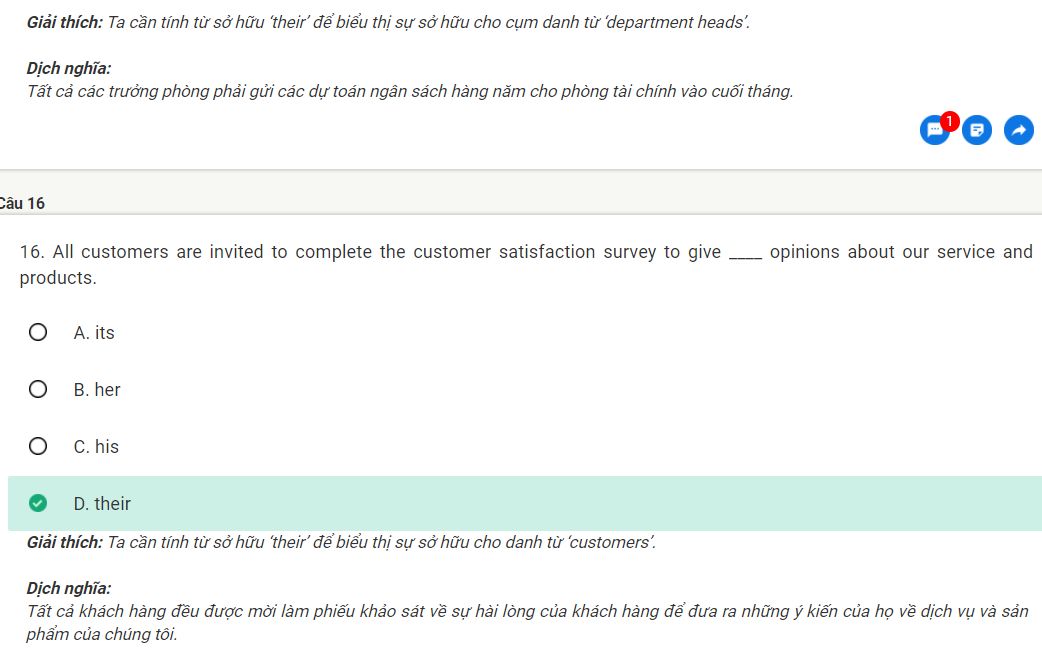 Giải thích: Ta cần tính từ sở hữu ‘their’ để biểu thị sự sở hữu cho cụm danh từ ‘department heads’.
Dịch nghĩa:
Tất cả các trưởng phòng phải gửi các dự toán ngân sách hàng năm cho phòng tài chính vào cuối tháng.
1
Câu 16
16. All customers are invited to complete the customer satisfaction survey to give ____ opinions about our service and
products.
A. its
B. her
C. his
D. their
Giải thích: Ta cần tính từ sở hữu ‘their’ để biểu thị sự sở hữu cho danh từ ‘customers’.
Dịch nghĩa:
Tất cả khách hàng đều được mời làm phiếu khảo sát về sự hài lòng của khách hàng để đưa ra những ý kiến của họ về dịch vụ và sản
phẩm của chúng tôi.